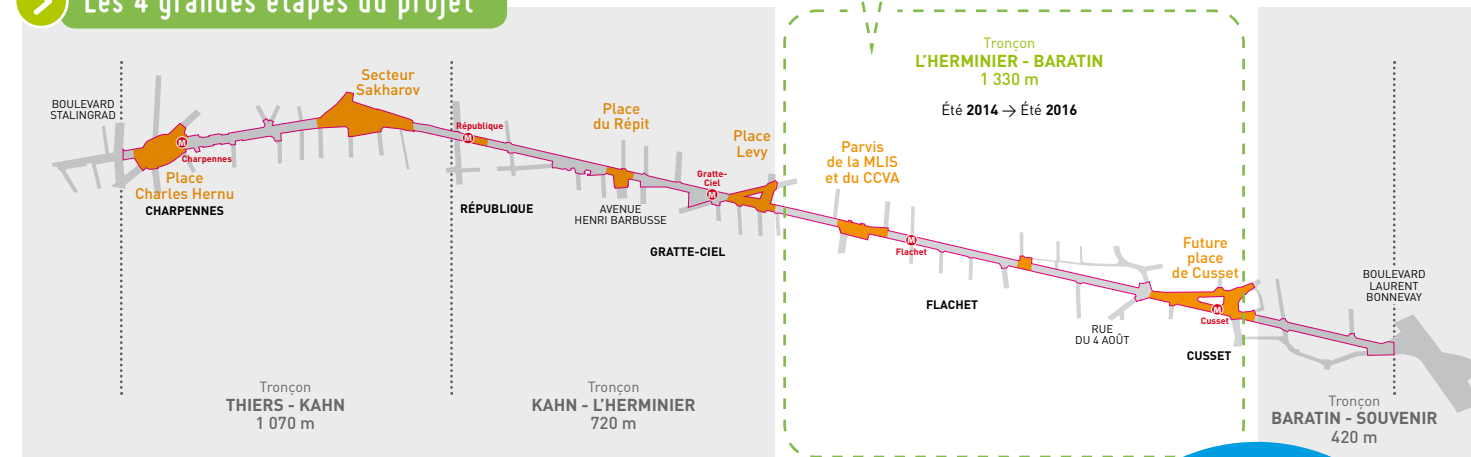 Les 4 grandes étapes du projet
Tronçon
L'HERMINIER - BARATIN
1 330 m
Été 2014 → Été 2016
BOULEVARD
STALINGRAD
Secteur
Sakharov
Place
du Répit
Place
Levy
Parvis
de la MLIS
et du CCVA
M
Charpennes
Place
Charles Hernu
CHARPENNES
République
M
RÉPUBLIQUE
AVENUE
HENRI BARBUSSE
Gratte-
Ciel
M
GRATTE-CIEL
M
Flachet
FLACHET
Future
place
de Cusset
M
Cusset
CUSSET
RUE
DU 4 AOÛT
BOULEVARD
LAURENT
BONNEVAY
Tronçon
THIERS - KAHN
1 070 m
Tronçon
KAHN - L'HERMINIER
720 m
Tronçon
BARATIN - SOUVENIR
420 m